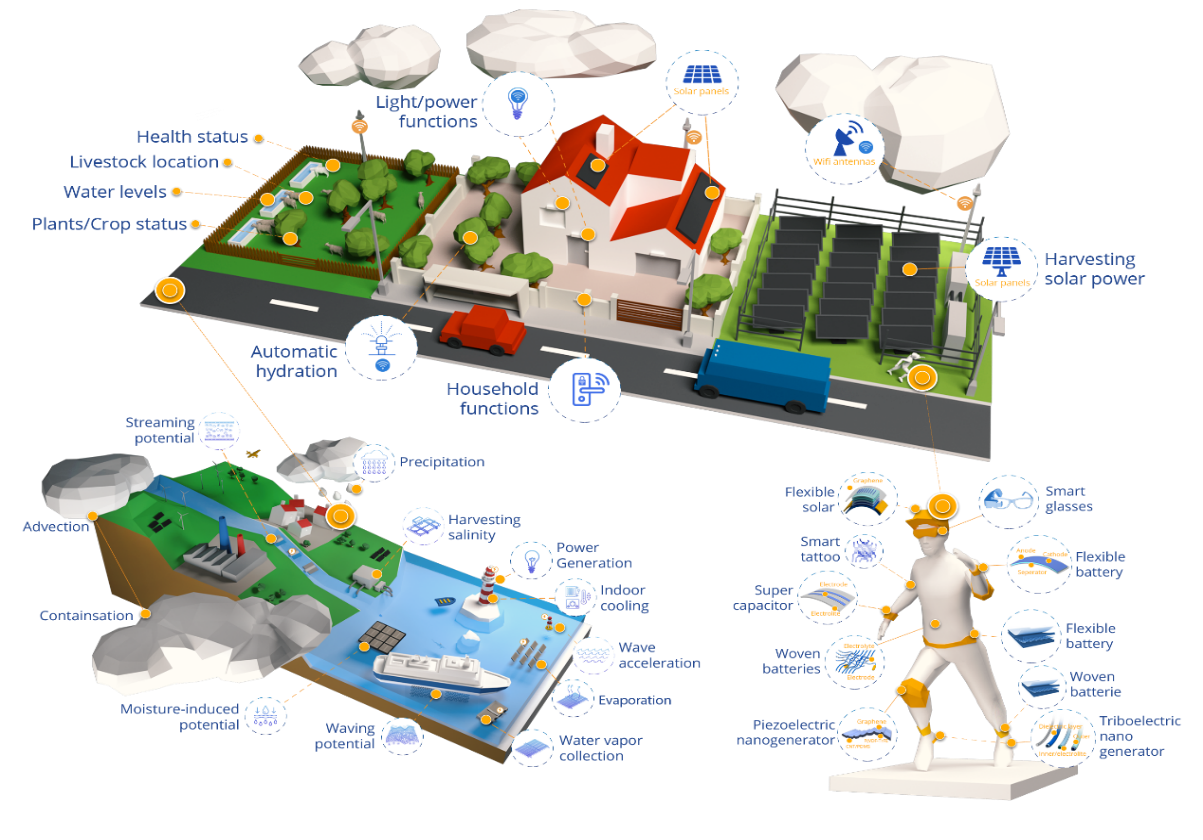 Solar panels
Light/power
functions
Health status
Livestock location
Water levels
Plants/Crop status
Wifi antennas
Solar panels
Harvesting
solar power
Automatic
hydration
Household
functions
Streaming
potential
Precipitation
Advection
Harvesting
salinity
Power
Generation
Indoor
cooling
Containsation
Wave
acceleration
Evaporation
Moisture-induced
potential
Waving
potential
Water vapor
collection
Flexible
solar
Graphene
Smart
glasses
Smart
tattoo
Anode
Cathode
Separator
Flexible
battery
Super
capacitor
Electrode
Electrolyte
Flexible
battery
Woven
batteries
Electrolyte
Electrode
Woven
batterie
Piezoelectric
nanogenerator
Graphene
Triboelectric
nano
generator